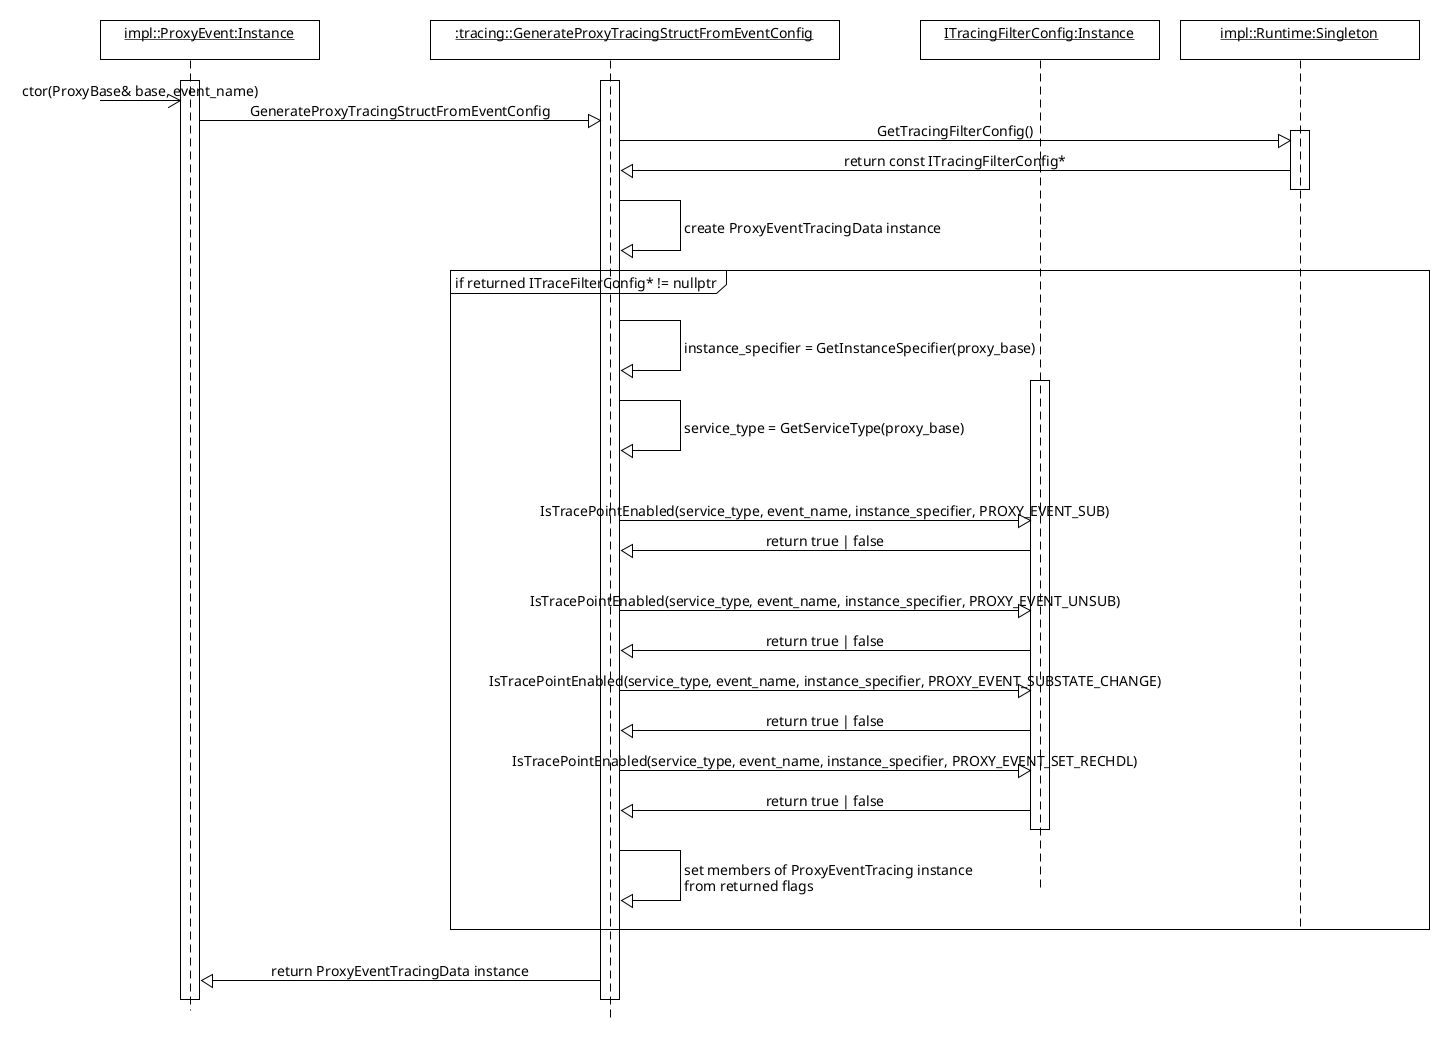 impl::ProxyEvent:Instance
:tracing::GenerateProxyTracingStructFromEventConfig
ITracingFilterConfig:Instance
impl::Runtime:Singleton
ctor(ProxyBase& base, event_name)
GenerateProxyTracingStructFromEventConfig
GetTracingFilterConfig()
return const ITracingFilterConfig*
create ProxyEventTracingData instance
if returned ITraceFilterConfig* != nullptr
instance_specifier = GetInstanceSpecifier(proxy_base)
service_type = GetServiceType(proxy_base)
IsTracePointEnabled(service_type, event_name, instance_specifier, PROXY_EVENT_SUB)
return true | false
IsTracePointEnabled(service_type, event_name, instance_specifier, PROXY_EVENT_UNSUB)
return true | false
IsTracePointEnabled(service_type, event_name, instance_specifier, PROXY_EVENT_SUBSTATE_CHANGE)
return true | false
IsTracePointEnabled(service_type, event_name, instance_specifier, PROXY_EVENT_SET_RECHDL)
return true | false
set members of ProxyEventTracing instance
from returned flags
return ProxyEventTracingData instance